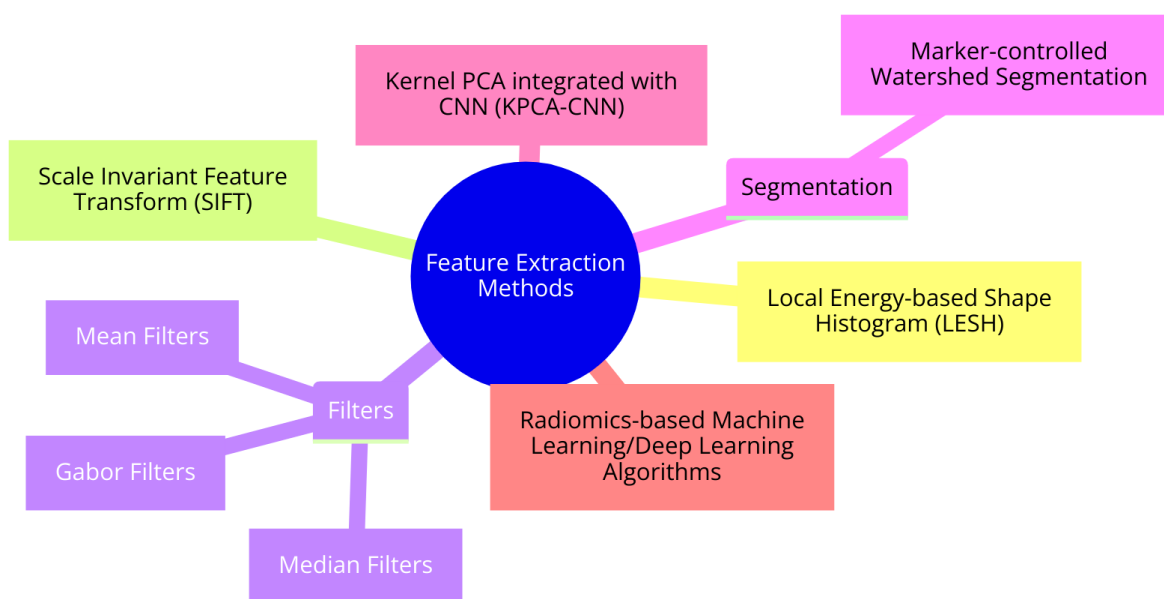 Marker-controlled
Watershed Segmentation
Kernel PCA integrated with
CNN (KPCA-CNN)
Scale Invariant Feature
Transform (SIFT)
Segmentation
Feature Extraction
Methods
Local Energy-based Shape
Histogram (LESH)
Mean Filters
Filters
Radiomics-based Machine
Learning/Deep Learning
Algorithms
Gabor Filters
Median Filters